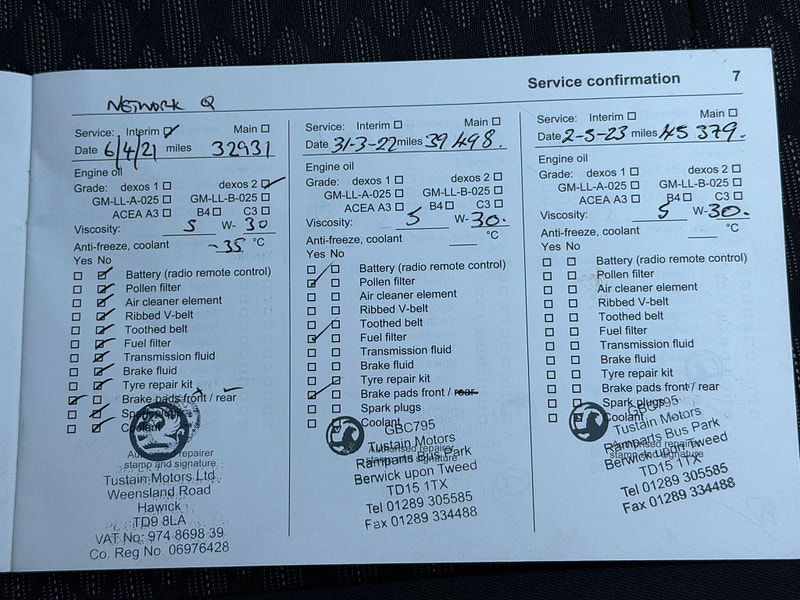 Service confirmation 7
NETWORK Q
Service: Interim Main
Date 6/4/21 miles 32931
Engine oil
Grade: dexos 1 dexos 2
GM-LL-A-025 GM-LL-B-025
ACEA A3 B4 C3
Viscosity: 5 W- 30
Anti-freeze, coolant -35 °C
Yes No
Battery (radio remote control)
Pollen filter
Air cleaner element
Ribbed V-belt
Toothed belt
Fuel filter
Transmission fluid
Brake fluid
Tyre repair kit
Brake pads front / rear
Spark plugs
Coolant
Authorised repairer
stamp and signature
Tustain Motors Ltd
Weensland Road
Hawick
TD9 8LA
VAT No: 974 8698 39
Co. Reg No. 06976428
Service: Interim Main
Date 31-3-22 miles 39498.
Engine oil
Grade: dexos 1 dexos 2
GM-LL-A-025 GM-LL-B-025
ACEA A3 B4 C3
Viscosity: 5 W-30.
Anti-freeze, coolant °C
Yes No
Battery (radio remote control)
Pollen filter
Air cleaner element
Ribbed V-belt
Toothed belt
Fuel filter
Transmission fluid
Brake fluid
Tyre repair kit
Brake pads front / rear
Spark plugs
Coolant
GBC795
Authorised repairer
stamp and signature
Tustain Motors
Ramparts Bus Park
Berwick upon Tweed
TD15 1TX
Tel 01289 305585
Fax 01289 334488
Service: Interim Main
Date 2-5-23 miles 45379.
Engine oil
Grade: dexos 1 dexos 2
GM-LL-A-025 GM-LL-B-025
ACEA A3 B4 C3
Viscosity: 5 W-30.
Anti-freeze, coolant °C
Yes No
Battery (radio remote control)
Pollen filter
Air cleaner element
Ribbed V-belt
Toothed belt
Fuel filter
Transmission fluid
Brake fluid
Tyre repair kit
Brake pads front / rear
Spark plugs
Coolant
GBC795
Authorised repairer
stamp and signature
Tustain Motors
Ramparts Bus Park
Berwick upon Tweed
TD15 1TX
Tel 01289 305585
Fax 01289 334488